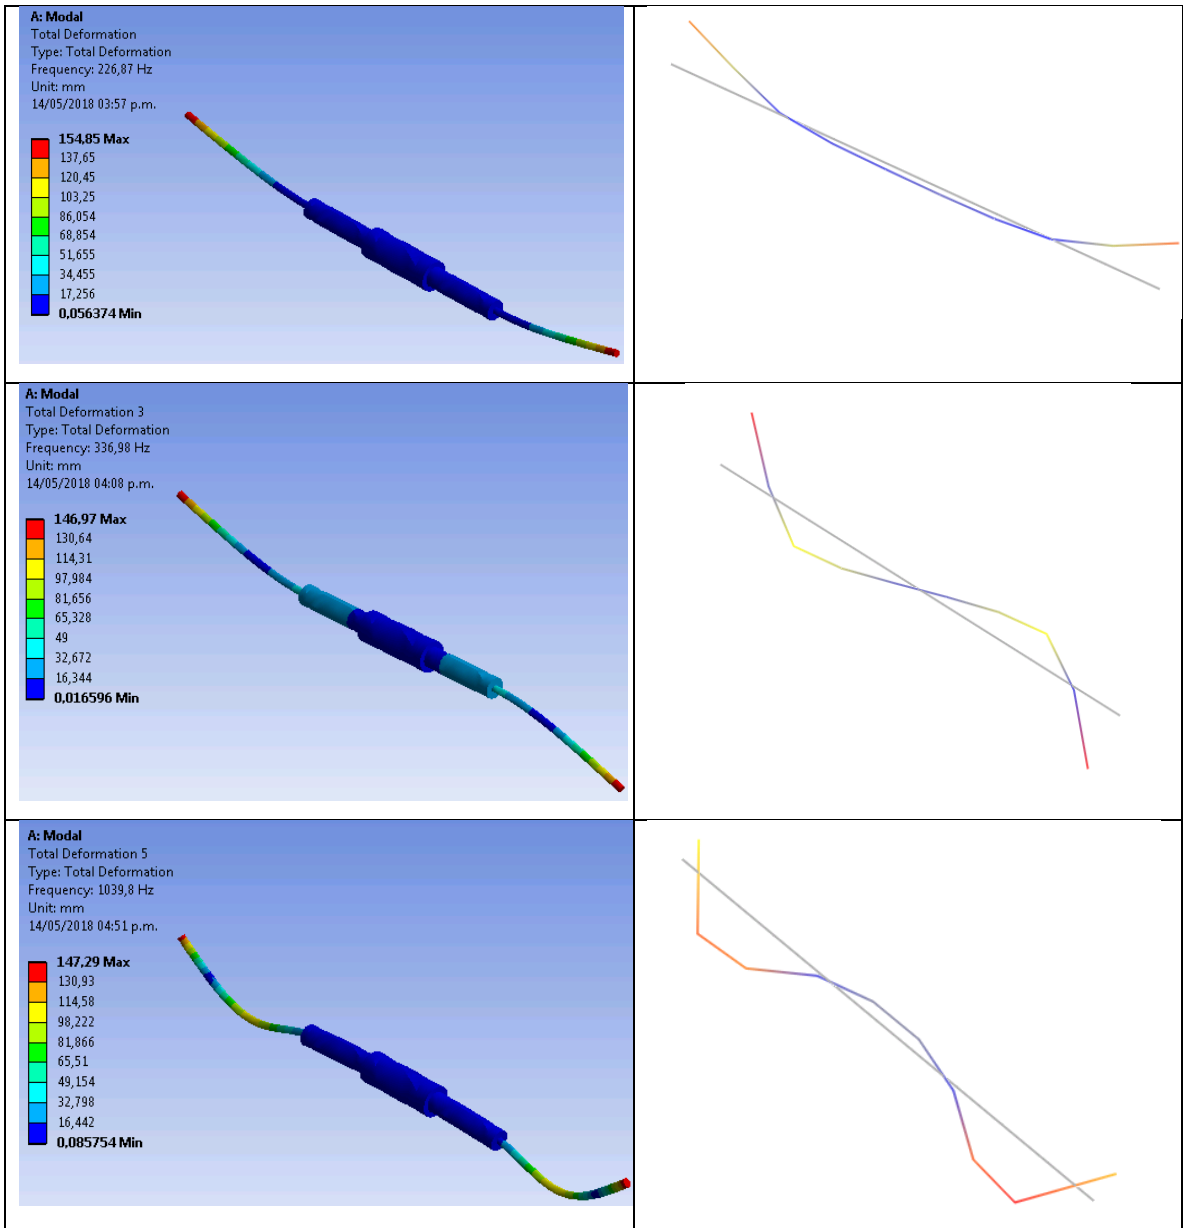 A: Modal
Total Deformation
Type: Total Deformation
Frequency: 226,87 Hz
Unit: mm
14/05/2018 03:57 p.m.
154,85 Max
137,65
120,45
103,25
86,054
68,854
51,655
34,455
17,256
0,056374 Min
A: Modal
Total Deformation 3
Type: Total Deformation
Frequency: 336,98 Hz
Unit: mm
14/05/2018 04:08 p.m.
146,97 Max
130,64
114,31
97,984
81,656
65,328
49
32,672
16,344
0,016596 Min
A: Modal
Total Deformation 5
Type: Total Deformation
Frequency: 1039,8 Hz
Unit: mm
14/05/2018 04:51 p.m.
147,29 Max
130,93
114,58
98,222
81,866
65,51
49,154
32,798
16,442
0,085754 Min